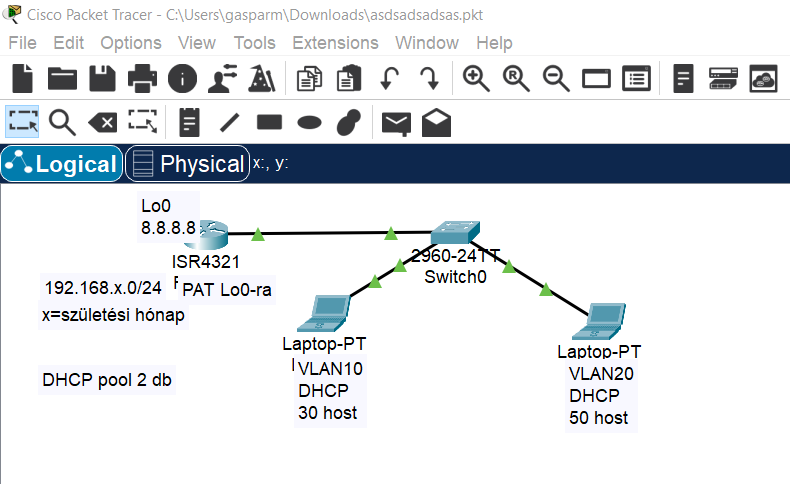 Cisco Packet Tracer - C:\Users\gasparm\Downloads\asdsadsadsas.pkt
File Edit Options View Tools Extensions Window Help
Logical Physical x:, y:
Lo0
8.8.8.8
ISR4321
PAT Lo0-ra
192.168.x.0/24
x=születési hónap
DHCP pool 2 db
2960-24TT
Switch0
Laptop-PT
VLAN10
DHCP
30 host
Laptop-PT
VLAN20
DHCP
50 host